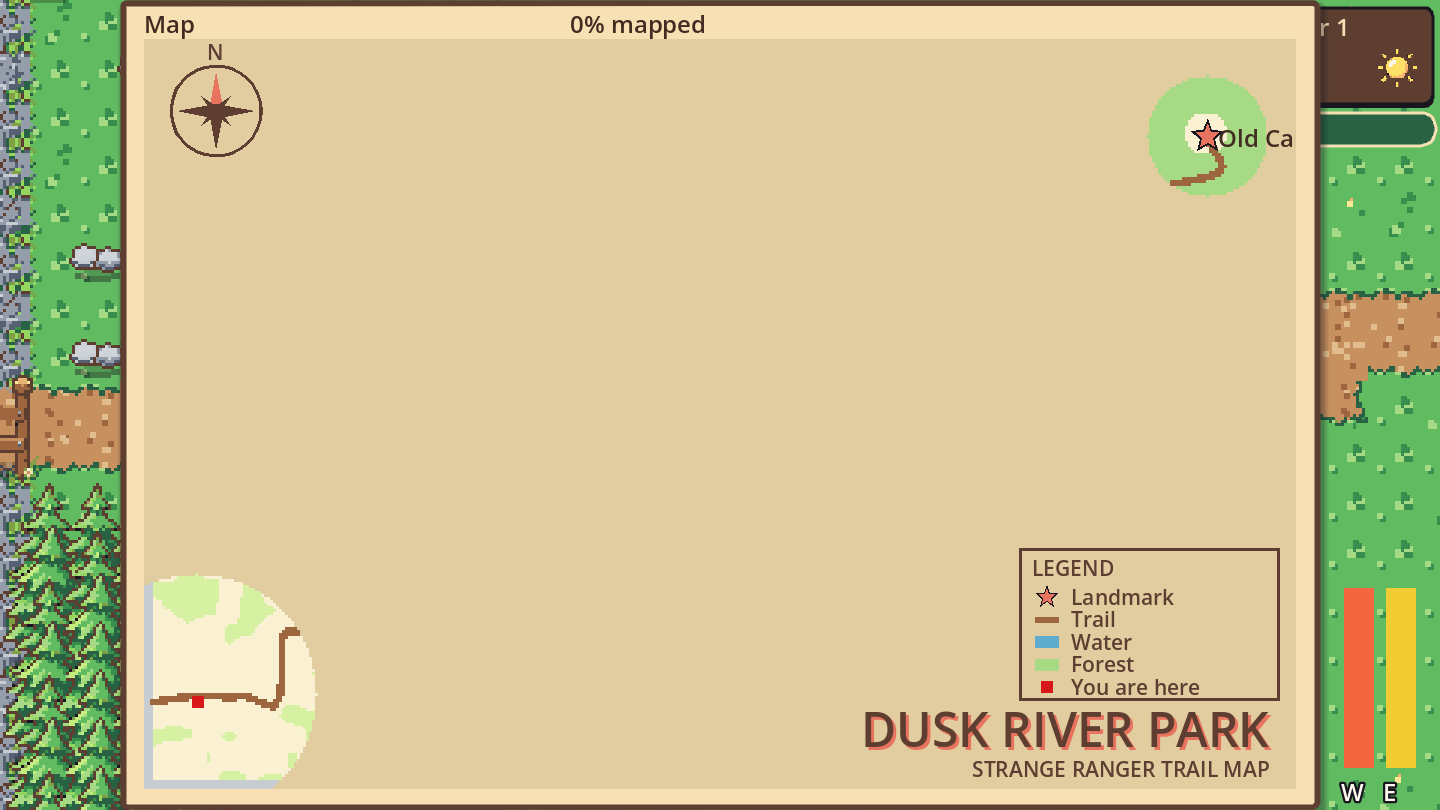 Map
0% mapped
r 1
N
Old Ca
LEGEND
Landmark
Trail
Water
Forest
You are here
DUSK RIVER PARK
STRANGE RANGER TRAIL MAP
W E